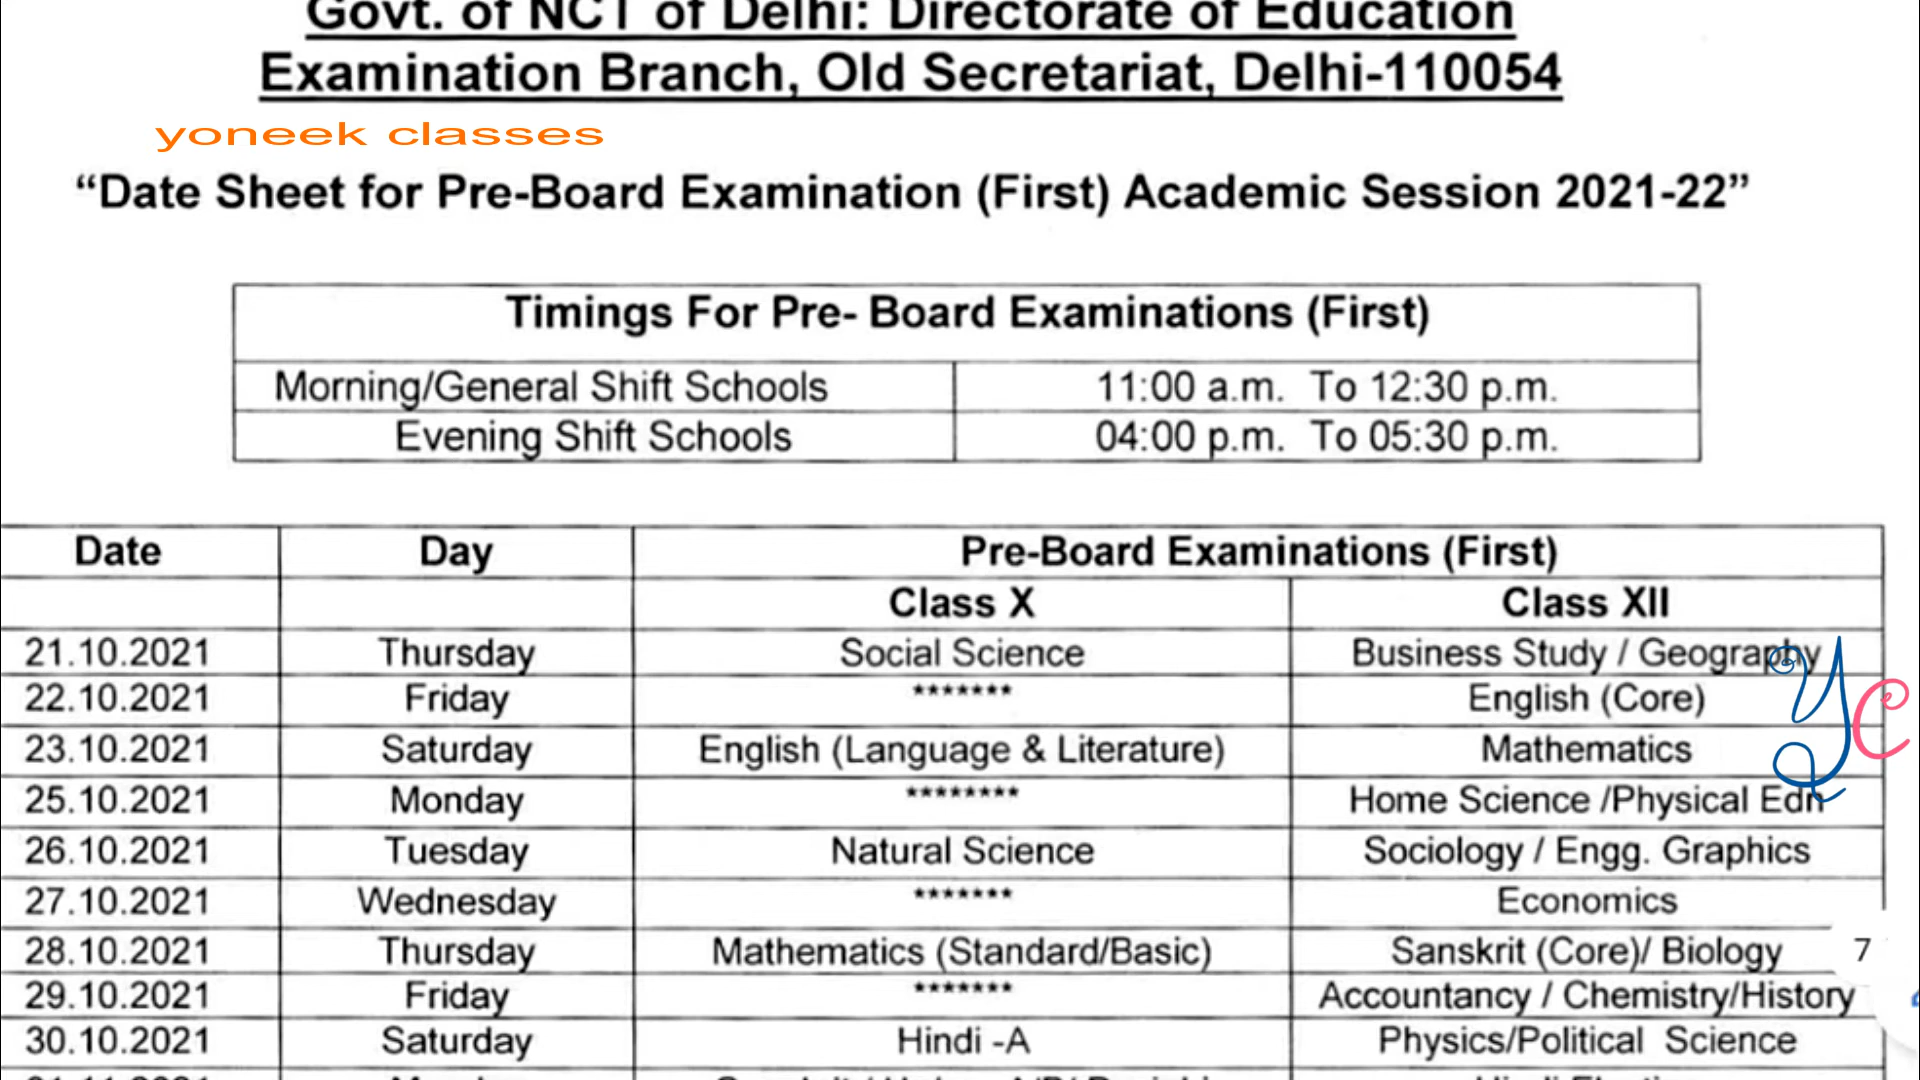 Govt. of NCT of Delhi: Directorate of Education
Examination Branch, Old Secretariat, Delhi-110054
yoneek classes
“Date Sheet for Pre-Board Examination (First) Academic Session 2021-22”
Timings For Pre- Board Examinations (First)
Morning/General Shift Schools 11:00 a.m. To 12:30 p.m.
Evening Shift Schools 04:00 p.m. To 05:30 p.m.
Date Day Pre-Board Examinations (First)
Class X Class XII
21.10.2021 Thursday Social Science Business Study / Geography
22.10.2021 Friday ******* English (Core)
23.10.2021 Saturday English (Language & Literature) Mathematics
YC
25.10.2021 Monday ******** Home Science /Physical Edn
26.10.2021 Tuesday Natural Science Sociology / Engg. Graphics
27.10.2021 Wednesday ******* Economics
28.10.2021 Thursday Mathematics (Standard/Basic) Sanskrit (Core)/ Biology 7
29.10.2021 Friday ******* Accountancy / Chemistry/History
30.10.2021 Saturday Hindi -A Physics/Political Science